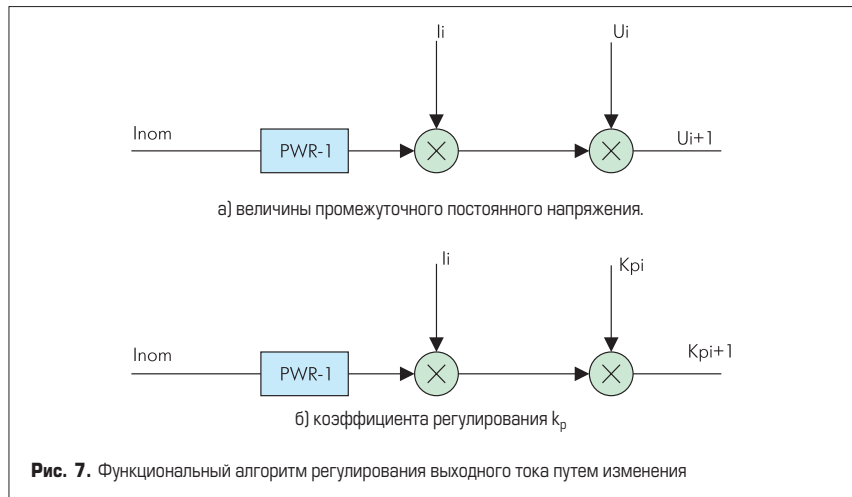 Ii Ui
Inom PWR-1 Ui+1
а) величины промежуточного постоянного напряжения.
Ii Kpi
Inom PWR-1 Kpi+1
б) коэффициента регулирования kр
Рис. 7. Функциональный алгоритм регулирования выходного тока путем изменения